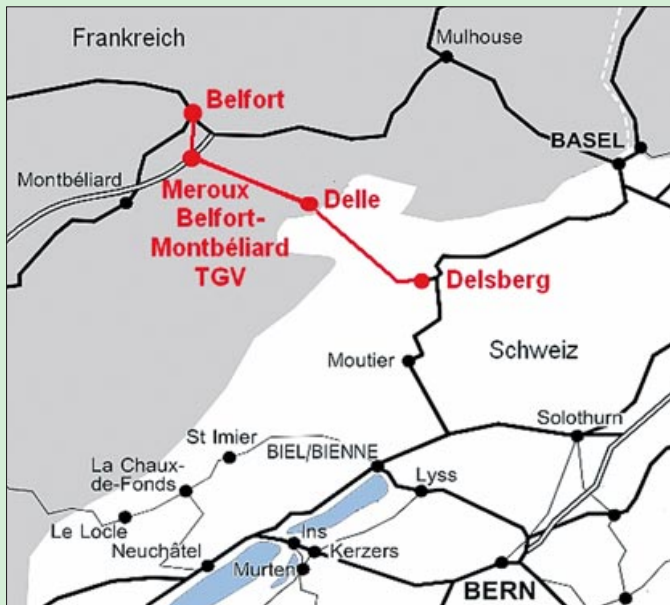 Frankreich
Mulhouse
Belfort
BASEL
Montbéliard
Meroux
Belfort-
Montbéliard
TGV
Delle
Delsberg
Moutier
Schweiz
Solothurn
St Imier
BIEL/BIENNE
La Chaux-
de-Fonds
Lyss
Le Locle
Ins
Neuchâtel
Kerzers
Murten
BERN